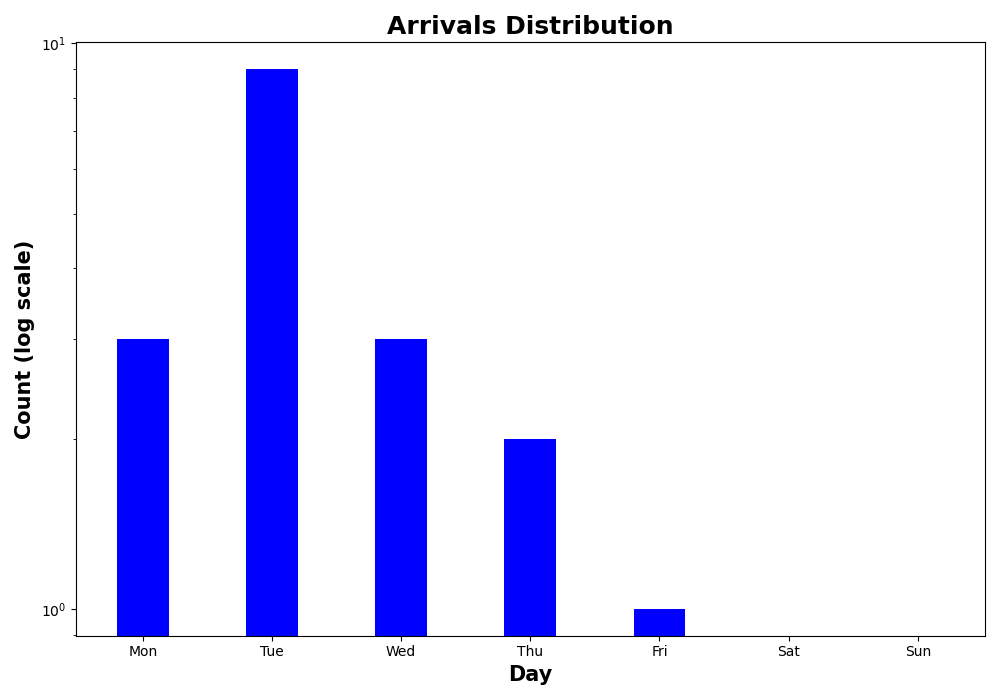 Arrivals Distribution
Count (log scale)
10¹
10⁰
Mon Tue Wed Thu Fri Sat Sun
Day